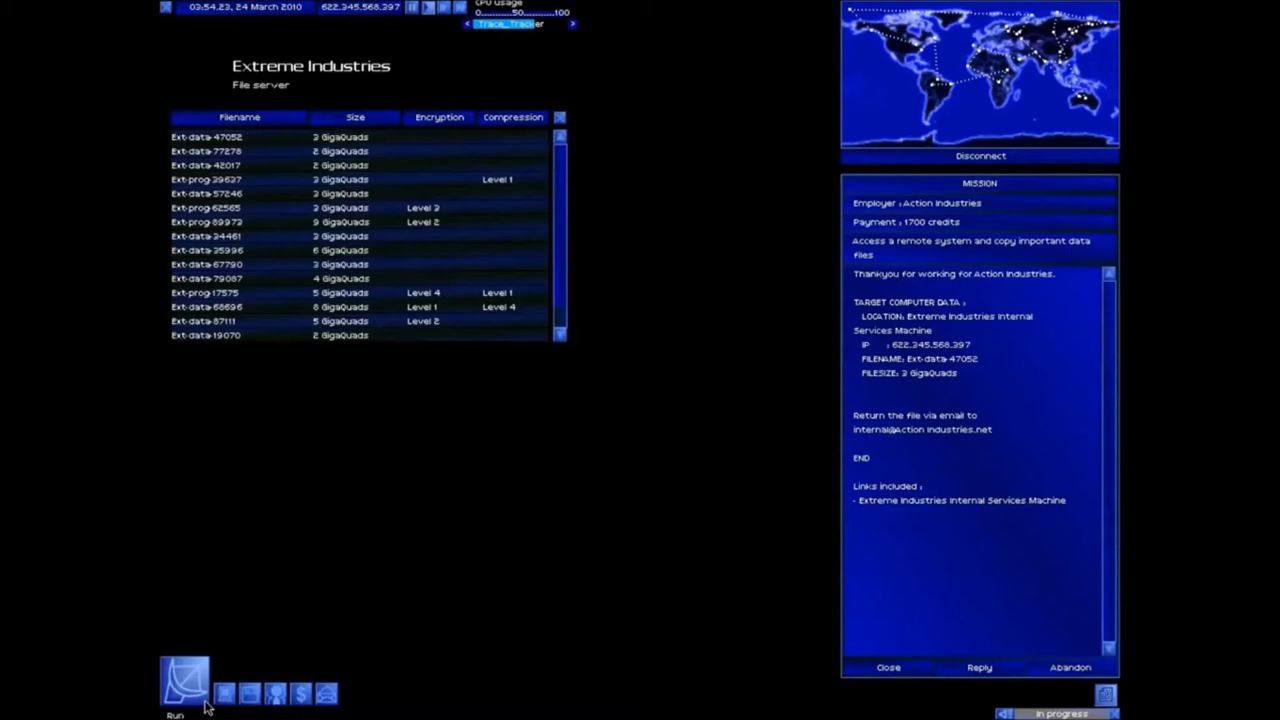 03:54.23, 24 March 2010
622.345.568.397
CPU usage
0.........50.........100
< Trace_Tracker >
Extreme Industries
File server
Filename Size Encryption Compression
Ext-data-47052 3 GigaQuads
Ext-data-77278 2 GigaQuads
Ext-data-42017 2 GigaQuads
Ext-prog-39637 3 GigaQuads Level 1
Ext-data-57246 3 GigaQuads
Ext-prog-62565 3 GigaQuads Level 3
Ext-prog-89973 9 GigaQuads Level 2
Ext-data-34461 3 GigaQuads
Ext-data-35996 6 GigaQuads
Ext-data-67790 3 GigaQuads
Ext-data-79087 4 GigaQuads
Ext-prog-17575 5 GigaQuads Level 4 Level 1
Ext-data-68696 8 GigaQuads Level 1 Level 4
Ext-data-87111 5 GigaQuads Level 2
Ext-data-19070 2 GigaQuads
Run
Disconnect
MISSION
Employer : Action Industries
Payment : 1700 credits
Access a remote system and copy important data
files
Thankyou for working for Action Industries.
TARGET COMPUTER DATA :
LOCATION: Extreme Industries Internal
Services Machine
IP : 622.345.568.397
FILENAME: Ext-data-47052
FILESIZE: 3 GigaQuads
Return the file via email to
internal@Action Industries.net
END
Links included :
- Extreme Industries Internal Services Machine
Close Reply Abandon
In progress